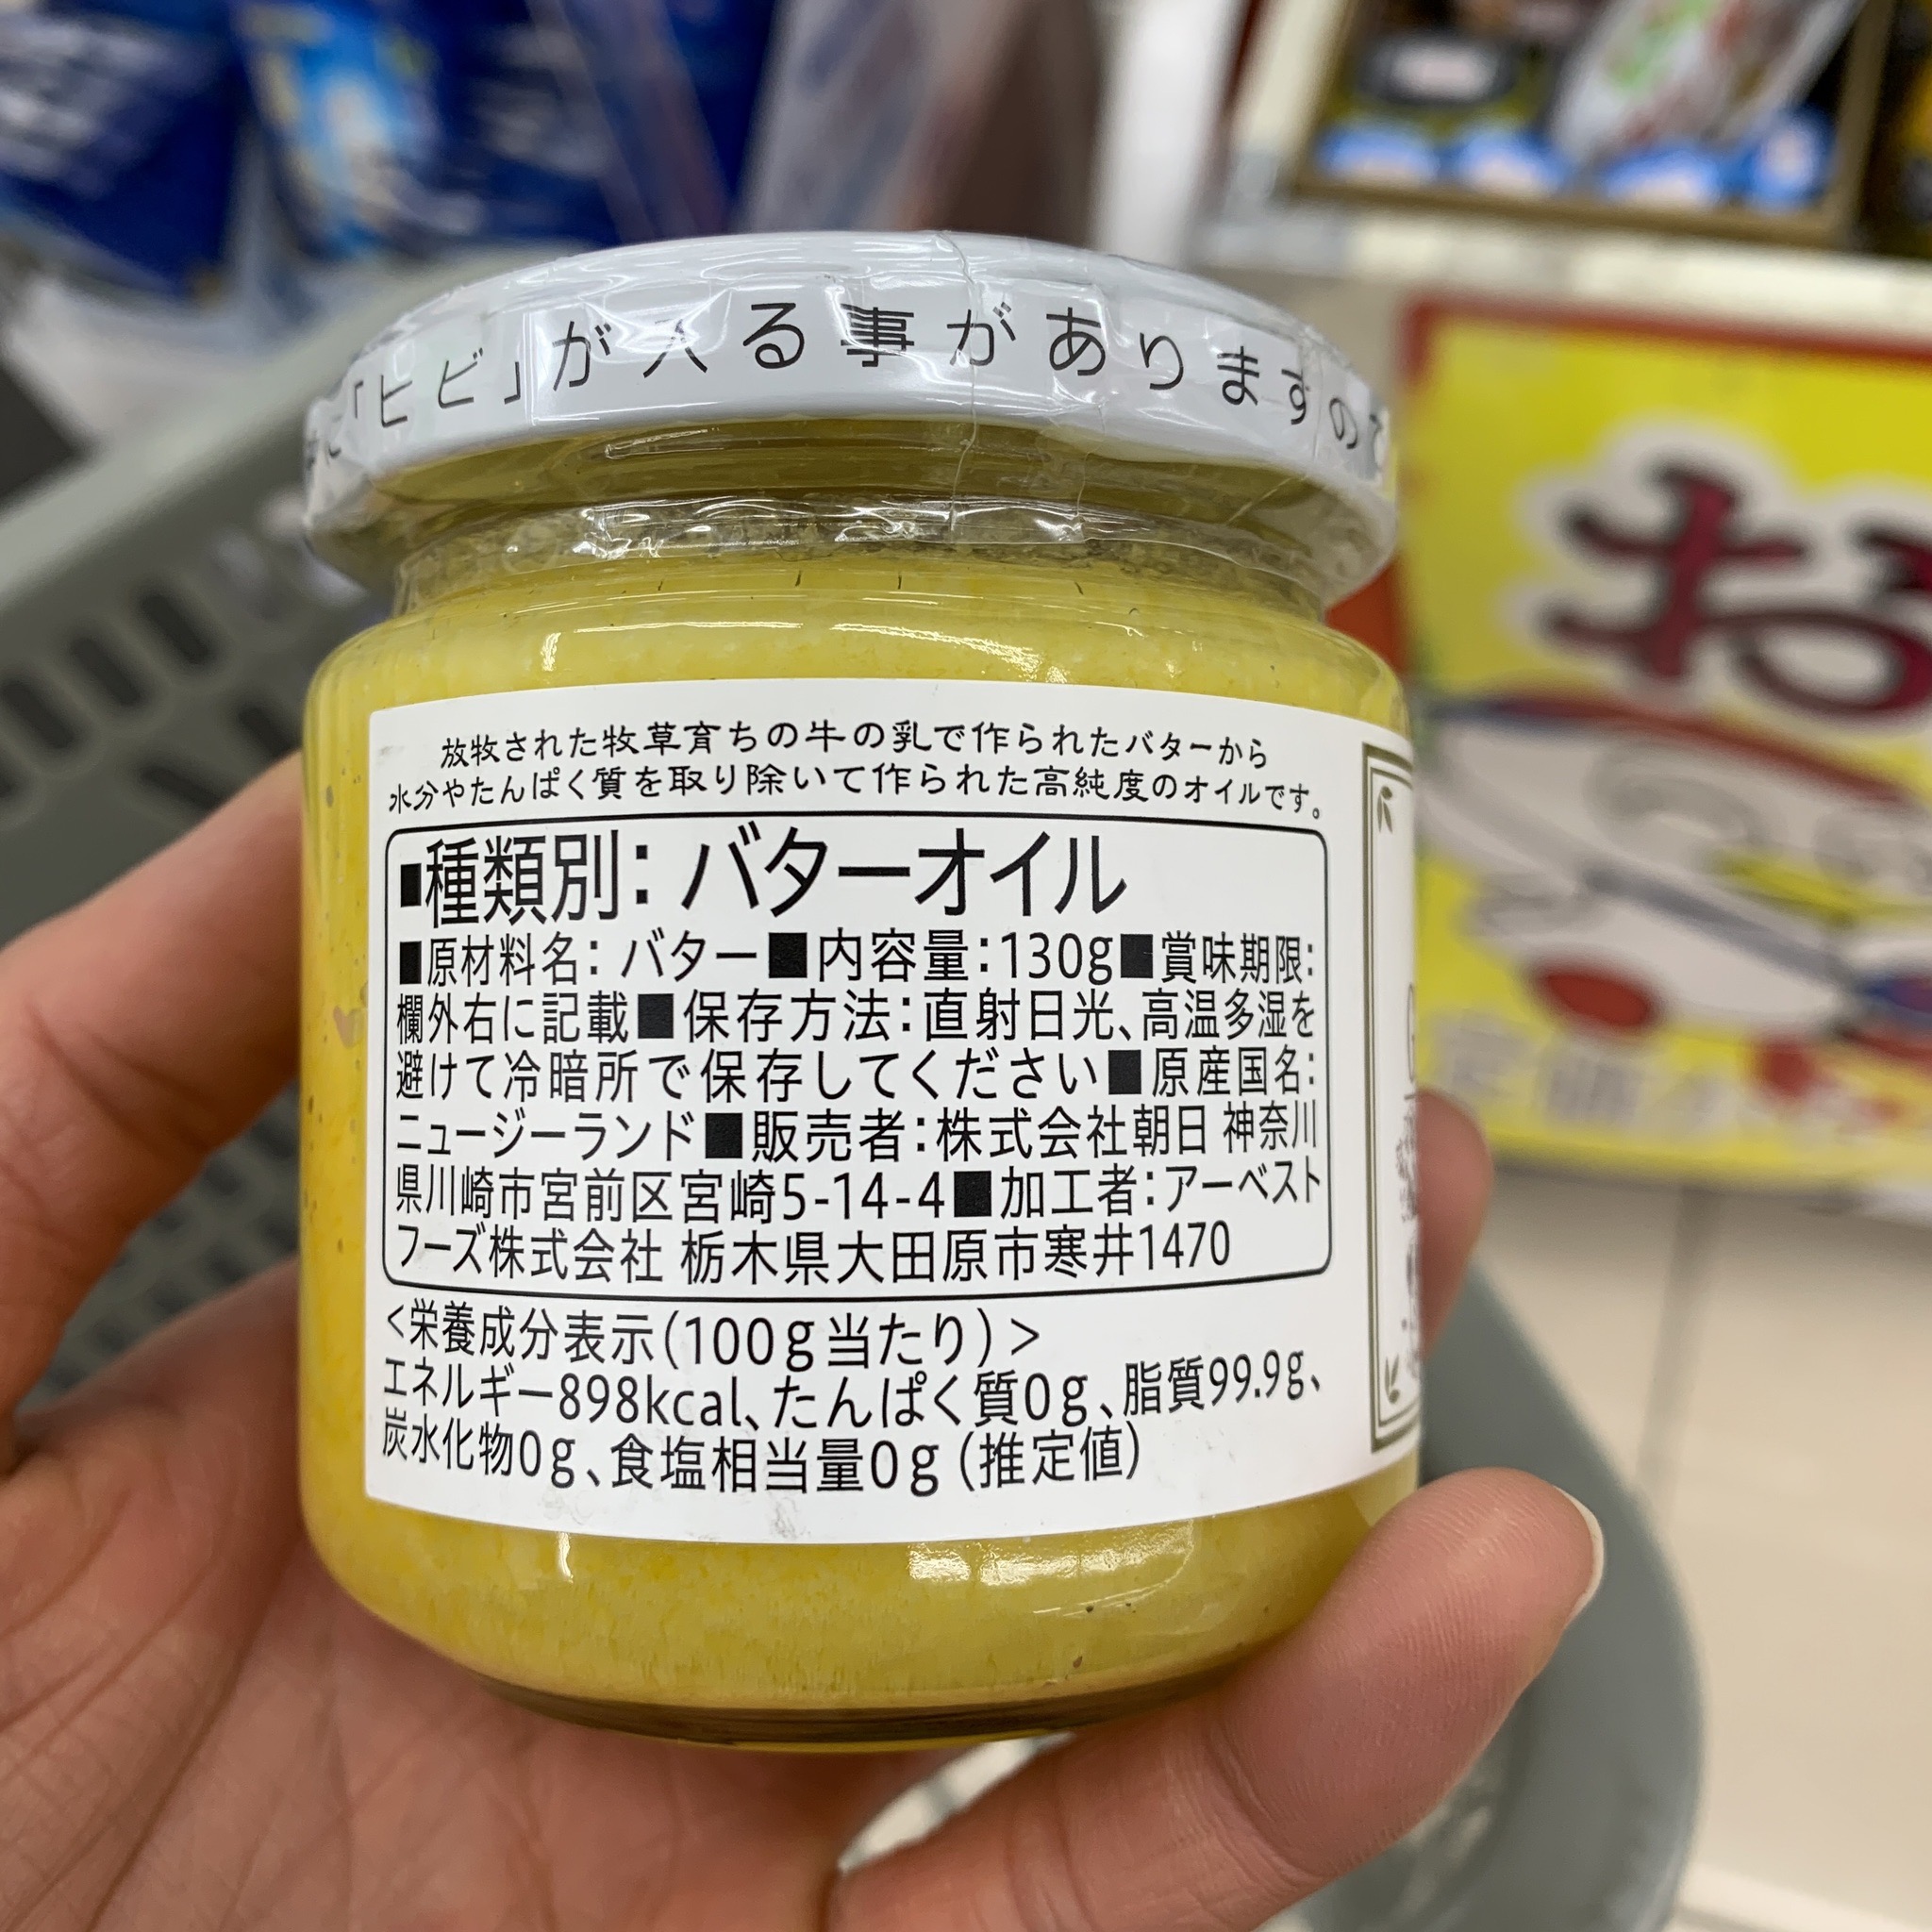 「ヒビ」が入る事がありますので
放牧された牧草育ちの牛の乳で作られたバターから
水分やたんぱく質を取り除いて作られた高純度のオイルです。
■種類別：バターオイル
■原材料名：バター■内容量：130g■賞味期限：
欄外右に記載■保存方法：直射日光、高温多湿を
避けて冷暗所で保存してください■原産国名：
ニュージーランド■販売者：株式会社朝日 神奈川
県川崎市宮前区宮崎5-14-4■加工者：アーベスト
フーズ株式会社 栃木県大田原市寒井1470
<栄養成分表示(100g当たり)>
エネルギー898kcal、たんぱく質0g、脂質99.9g、
炭水化物0g、食塩相当量0g(推定値)
お